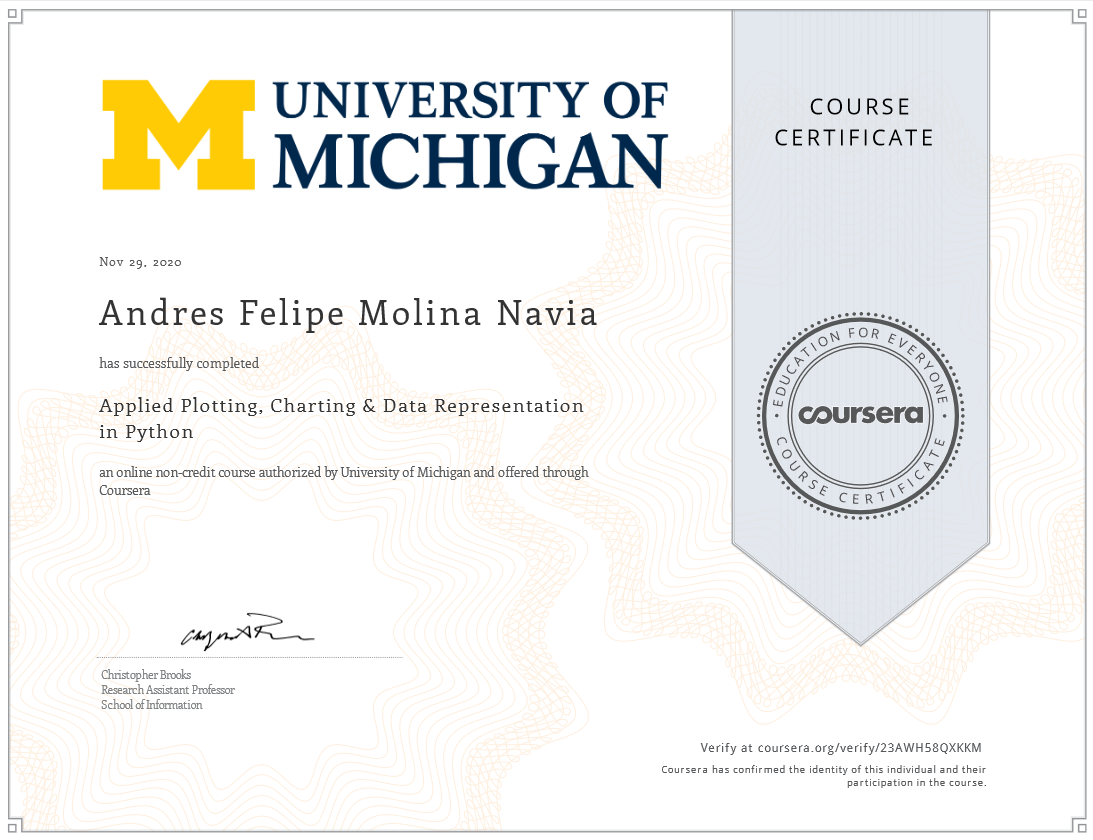 UNIVERSITY OF
MICHIGAN
COURSE
CERTIFICATE
Nov 29, 2020
Andres Felipe Molina Navia
has successfully completed
Applied Plotting, Charting & Data Representation
in Python
an online non-credit course authorized by University of Michigan and offered through
Coursera
EDUCATION FOR EVERYONE
coursera
COURSE CERTIFICATE
Christopher Brooks
Research Assistant Professor
School of Information
Verify at coursera.org/verify/23AWH58QXKKM
Coursera has confirmed the identity of this individual and their
participation in the course.